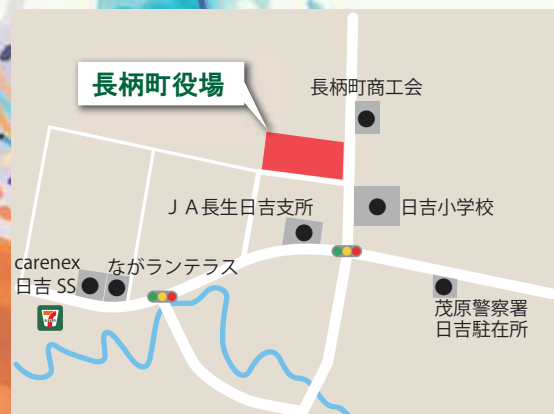 長柄町役場
長柄町商工会
ＪＡ長生日吉支所
日吉小学校
carenex
日吉 SS
ながランテラス
茂原警察署
日吉駐在所